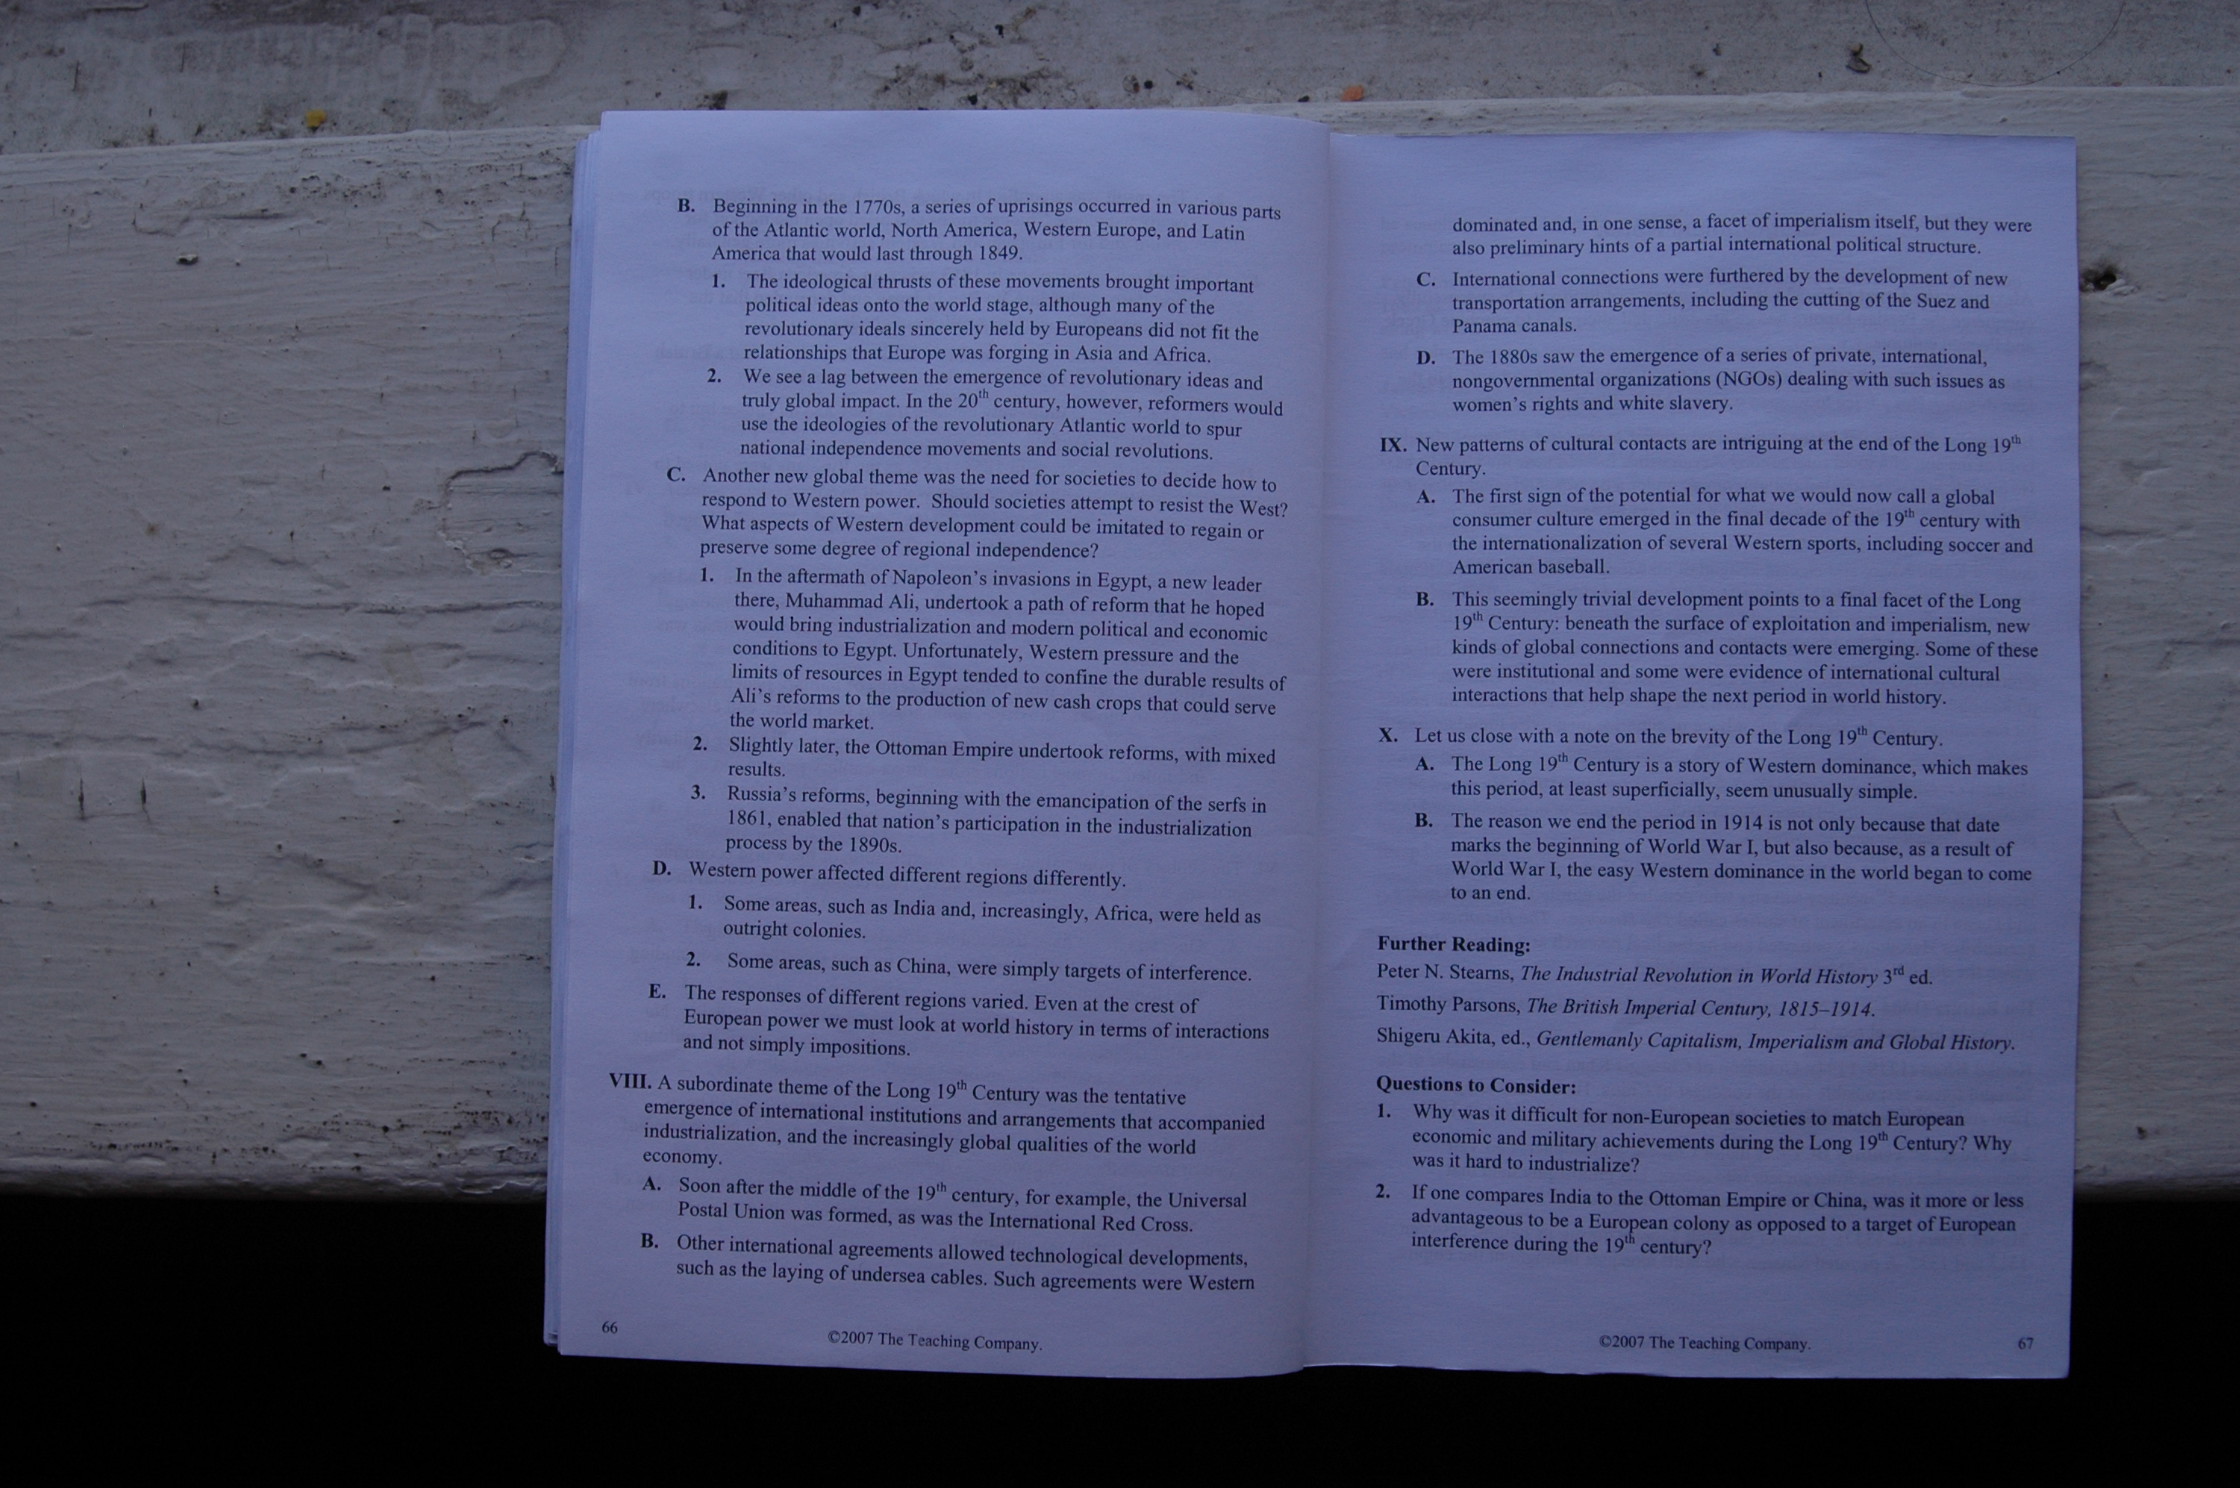 B. Beginning in the 1770s, a series of uprisings occurred in various parts
of the Atlantic world, North America, Western Europe, and Latin
America that would last through 1849.
1. The ideological thrusts of these movements brought important
political ideas onto the world stage, although many of the
revolutionary ideals sincerely held by Europeans did not fit the
relationships that Europe was forging in Asia and Africa.
2. We see a lag between the emergence of revolutionary ideas and
truly global impact. In the 20th century, however, reformers would
use the ideologies of the revolutionary Atlantic world to spur
national independence movements and social revolutions.
C. Another new global theme was the need for societies to decide how to
respond to Western power. Should societies attempt to resist the West?
What aspects of Western development could be imitated to regain or
preserve some degree of regional independence?
1. In the aftermath of Napoleon's invasions in Egypt, a new leader
there, Muhammad Ali, undertook a path of reform that he hoped
would bring industrialization and modern political and economic
conditions to Egypt. Unfortunately, Western pressure and the
limits of resources in Egypt tended to confine the durable results of
Ali's reforms to the production of new cash crops that could serve
the world market.
2. Slightly later, the Ottoman Empire undertook reforms, with mixed
results.
3. Russia's reforms, beginning with the emancipation of the serfs in
1861, enabled that nation's participation in the industrialization
process by the 1890s.
D. Western power affected different regions differently.
1. Some areas, such as India and, increasingly, Africa, were held as
outright colonies.
2. Some areas, such as China, were simply targets of interference.
E. The responses of different regions varied. Even at the crest of
European power we must look at world history in terms of interactions
and not simply impositions.
VIII. A subordinate theme of the Long 19th Century was the tentative
emergence of international institutions and arrangements that accompanied
industrialization, and the increasingly global qualities of the world
economy.
A. Soon after the middle of the 19th century, for example, the Universal
Postal Union was formed, as was the International Red Cross.
B. Other international agreements allowed technological developments,
such as the laying of undersea cables. Such agreements were Western
66
©2007 The Teaching Company.
dominated and, in one sense, a facet of imperialism itself, but they were
also preliminary hints of a partial international political structure.
C. International connections were furthered by the development of new
transportation arrangements, including the cutting of the Suez and
Panama canals.
D. The 1880s saw the emergence of a series of private, international,
nongovernmental organizations (NGOs) dealing with such issues as
women's rights and white slavery.
IX. New patterns of cultural contacts are intriguing at the end of the Long 19th
Century.
A. The first sign of the potential for what we would now call a global
consumer culture emerged in the final decade of the 19th century with
the internationalization of several Western sports, including soccer and
American baseball.
B. This seemingly trivial development points to a final facet of the Long
19th Century: beneath the surface of exploitation and imperialism, new
kinds of global connections and contacts were emerging. Some of these
were institutional and some were evidence of international cultural
interactions that help shape the next period in world history.
X. Let us close with a note on the brevity of the Long 19th Century.
A. The Long 19th Century is a story of Western dominance, which makes
this period, at least superficially, seem unusually simple.
B. The reason we end the period in 1914 is not only because that date
marks the beginning of World War I, but also because, as a result of
World War I, the easy Western dominance in the world began to come
to an end.
Further Reading:
Peter N. Stearns, The Industrial Revolution in World History 3rd ed.
Timothy Parsons, The British Imperial Century, 1815–1914.
Shigeru Akita, ed., Gentlemanly Capitalism, Imperialism and Global History.
Questions to Consider:
1. Why was it difficult for non-European societies to match European
economic and military achievements during the Long 19th Century? Why
was it hard to industrialize?
2. If one compares India to the Ottoman Empire or China, was it more or less
advantageous to be a European colony as opposed to a target of European
interference during the 19th century?
©2007 The Teaching Company.
67